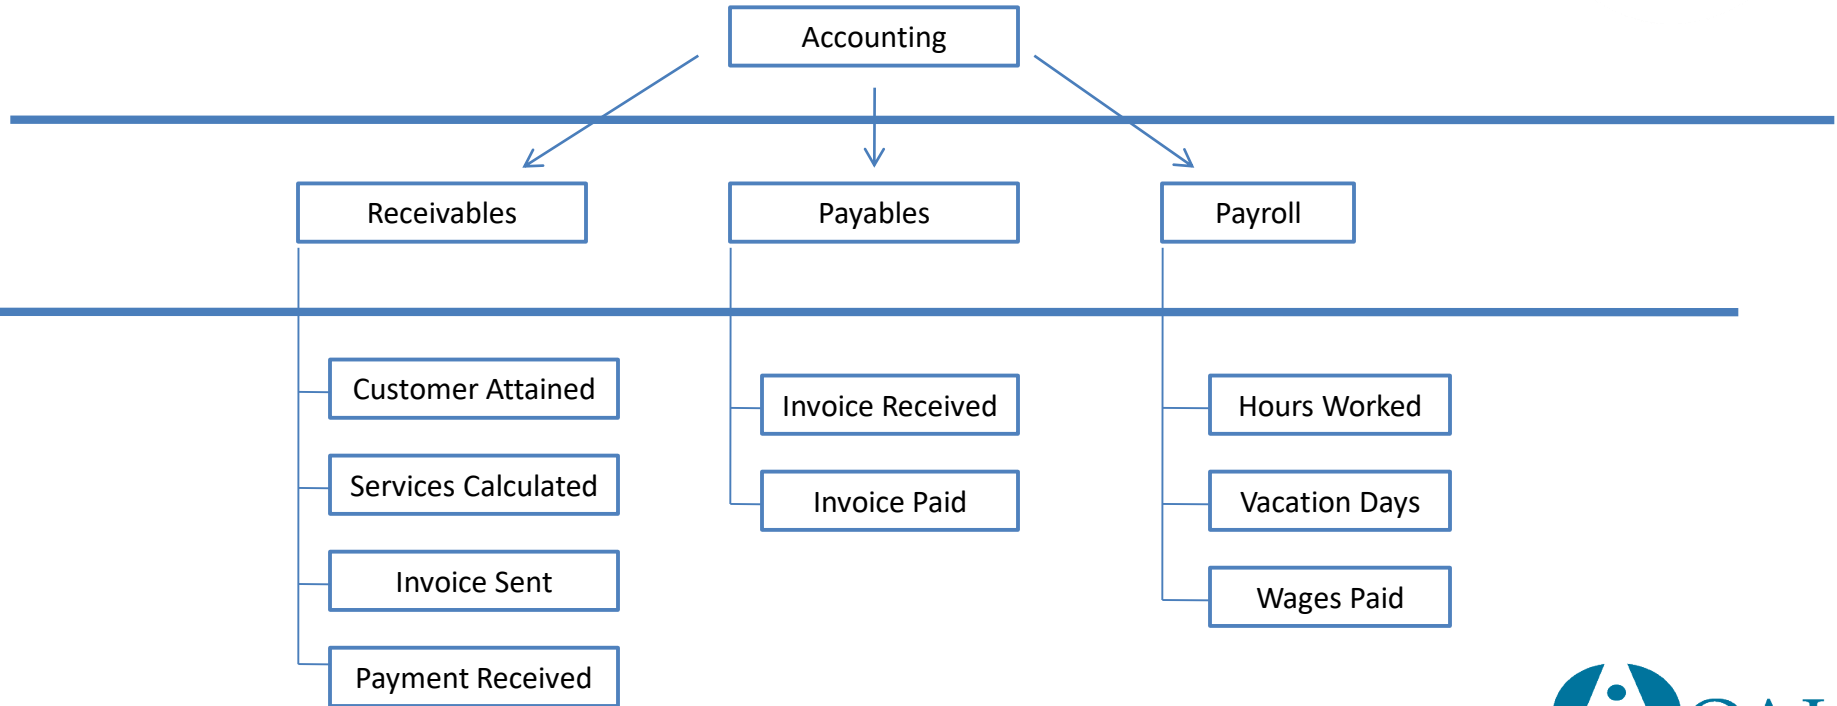 Accounting
Receivables
Payables
Payroll
Customer Attained
Services Calculated
Invoice Sent
Payment Received
Invoice Received
Invoice Paid
Hours Worked
Vacation Days
Wages Paid